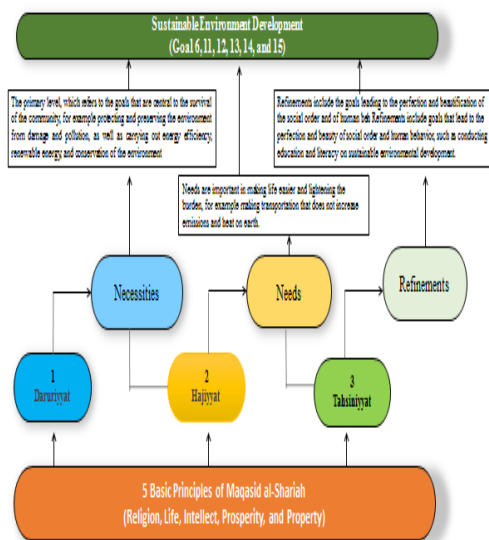 Sustainable Environment Development
(Goal 6,11, 12, 13, 14, and 15)
The primary level, which refers to the goals that are central to the survival
of the community, for example protecting and preserving the environment
from damage and pollution, as well as carrying out energy efficiency,
renewable energy, and conservation of the environment
Refinements include the goals leading to the perfection and beautification of
the social order and of human beh Refinements include goals that lead to the
perfection and beauty of social order and human behavior, such as conducting
education and literacy on sustainable environmental development.
Needs are important in making life easier and lightening the
burden, for example making transportation that does not increase
emissions and heat on earth.
Necessities
Needs
Refinements
1
Daruriyyat
2
Hajiyyat
3
Tahsiniyyat
5 Basic Principles of Maqasid al-Shariah
(Religion, Life, Intellect, Prosperity, and Property)